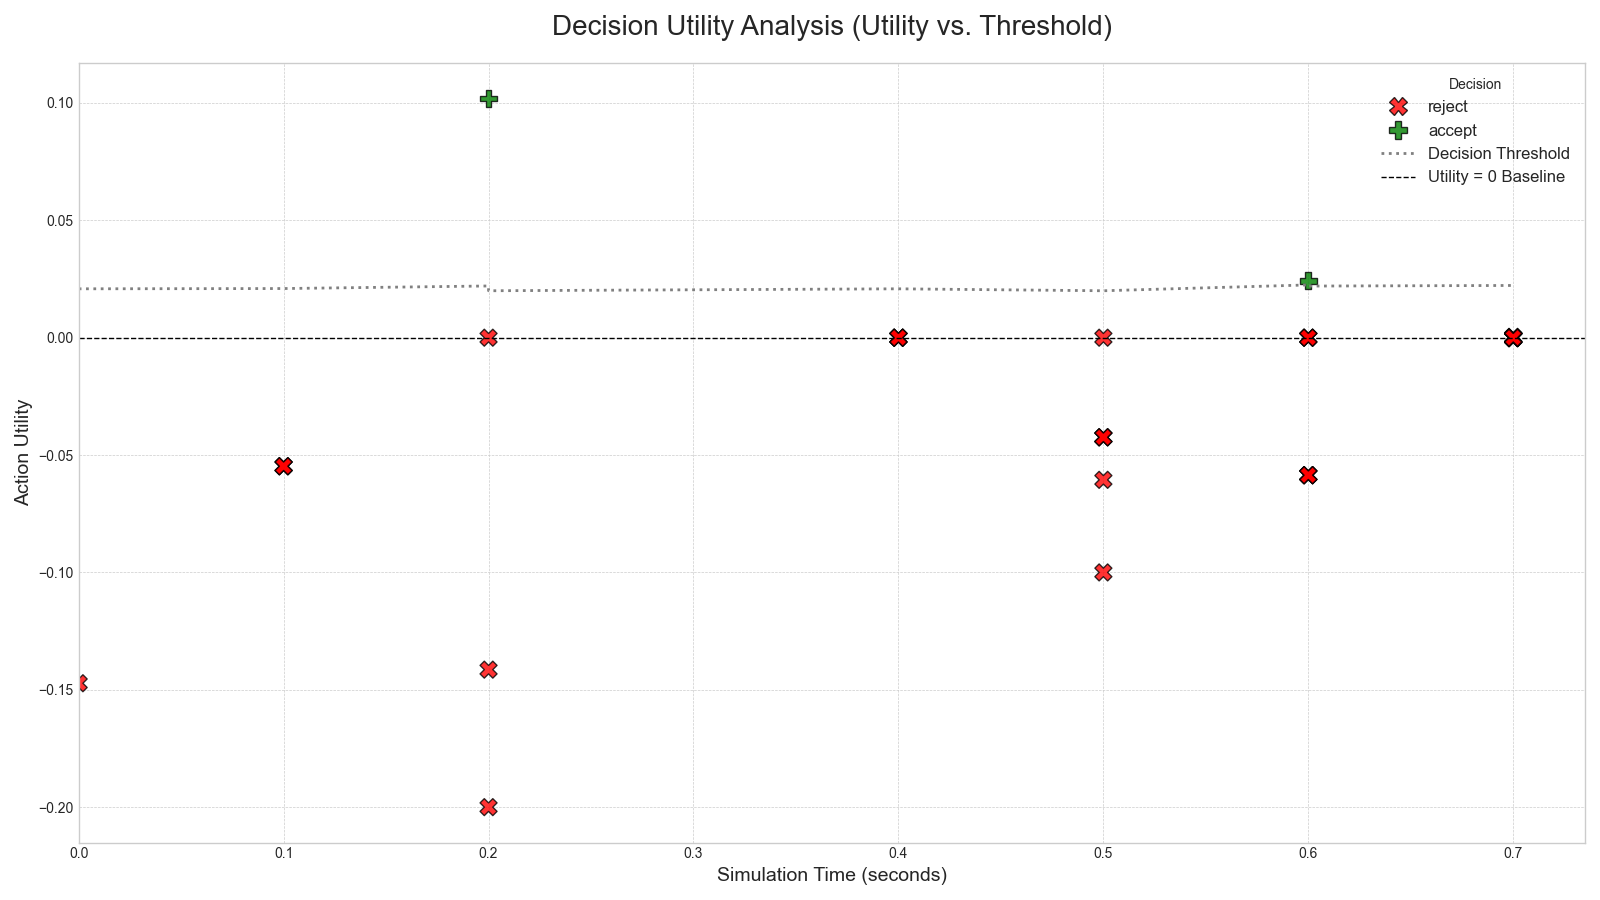 Decision Utility Analysis (Utility vs. Threshold)
Decision
reject
accept
Decision Threshold
Utility = 0 Baseline
Action Utility
0.10
0.05
0.00
−0.05
−0.10
−0.15
−0.20
0.0 0.1 0.2 0.3 0.4 0.5 0.6 0.7
Simulation Time (seconds)